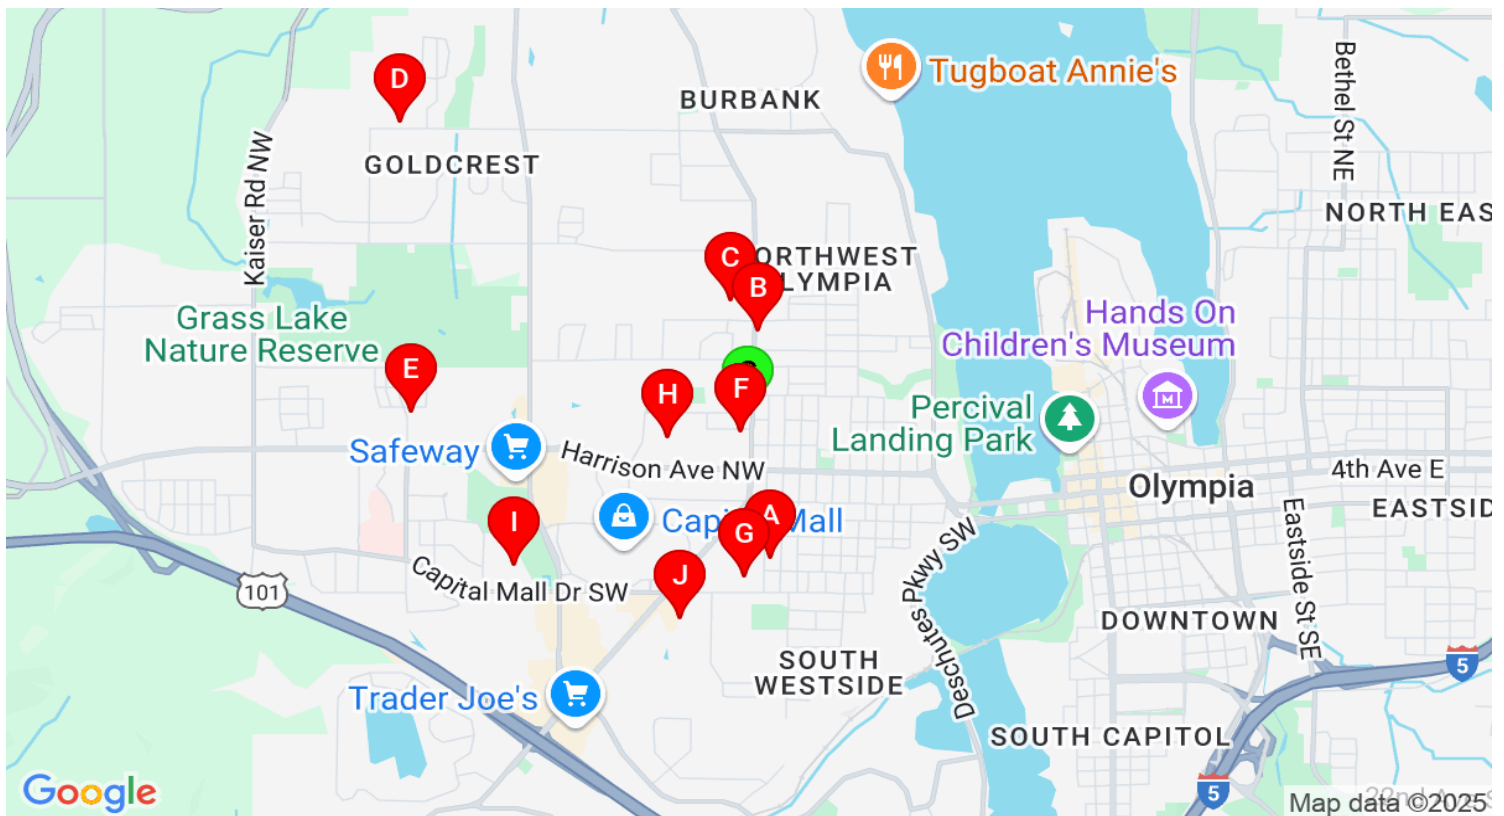 D
BURBANK
Tugboat Annie's
Bethel St NE
GOLDCREST
Kaiser Rd NW
NORTH EAS
C
ORTHWEST
LYMPIA
B
Grass Lake
Nature Reserve
Hands On
Children's Museum
E
H
F
M
Percival
Landing Park
Safeway
Harrison Ave NW
4th Ave E
Olympia
EASTSID
I
Capi
Mall
A
G
J
Capital Mall Dr SW
101
Deschutes Pkwy SW
Eastside St SE
DOWNTOWN
SOUTH
WESTSIDE
5
Trader Joe's
SOUTH CAPITOL
5
Google
Map data ©2025